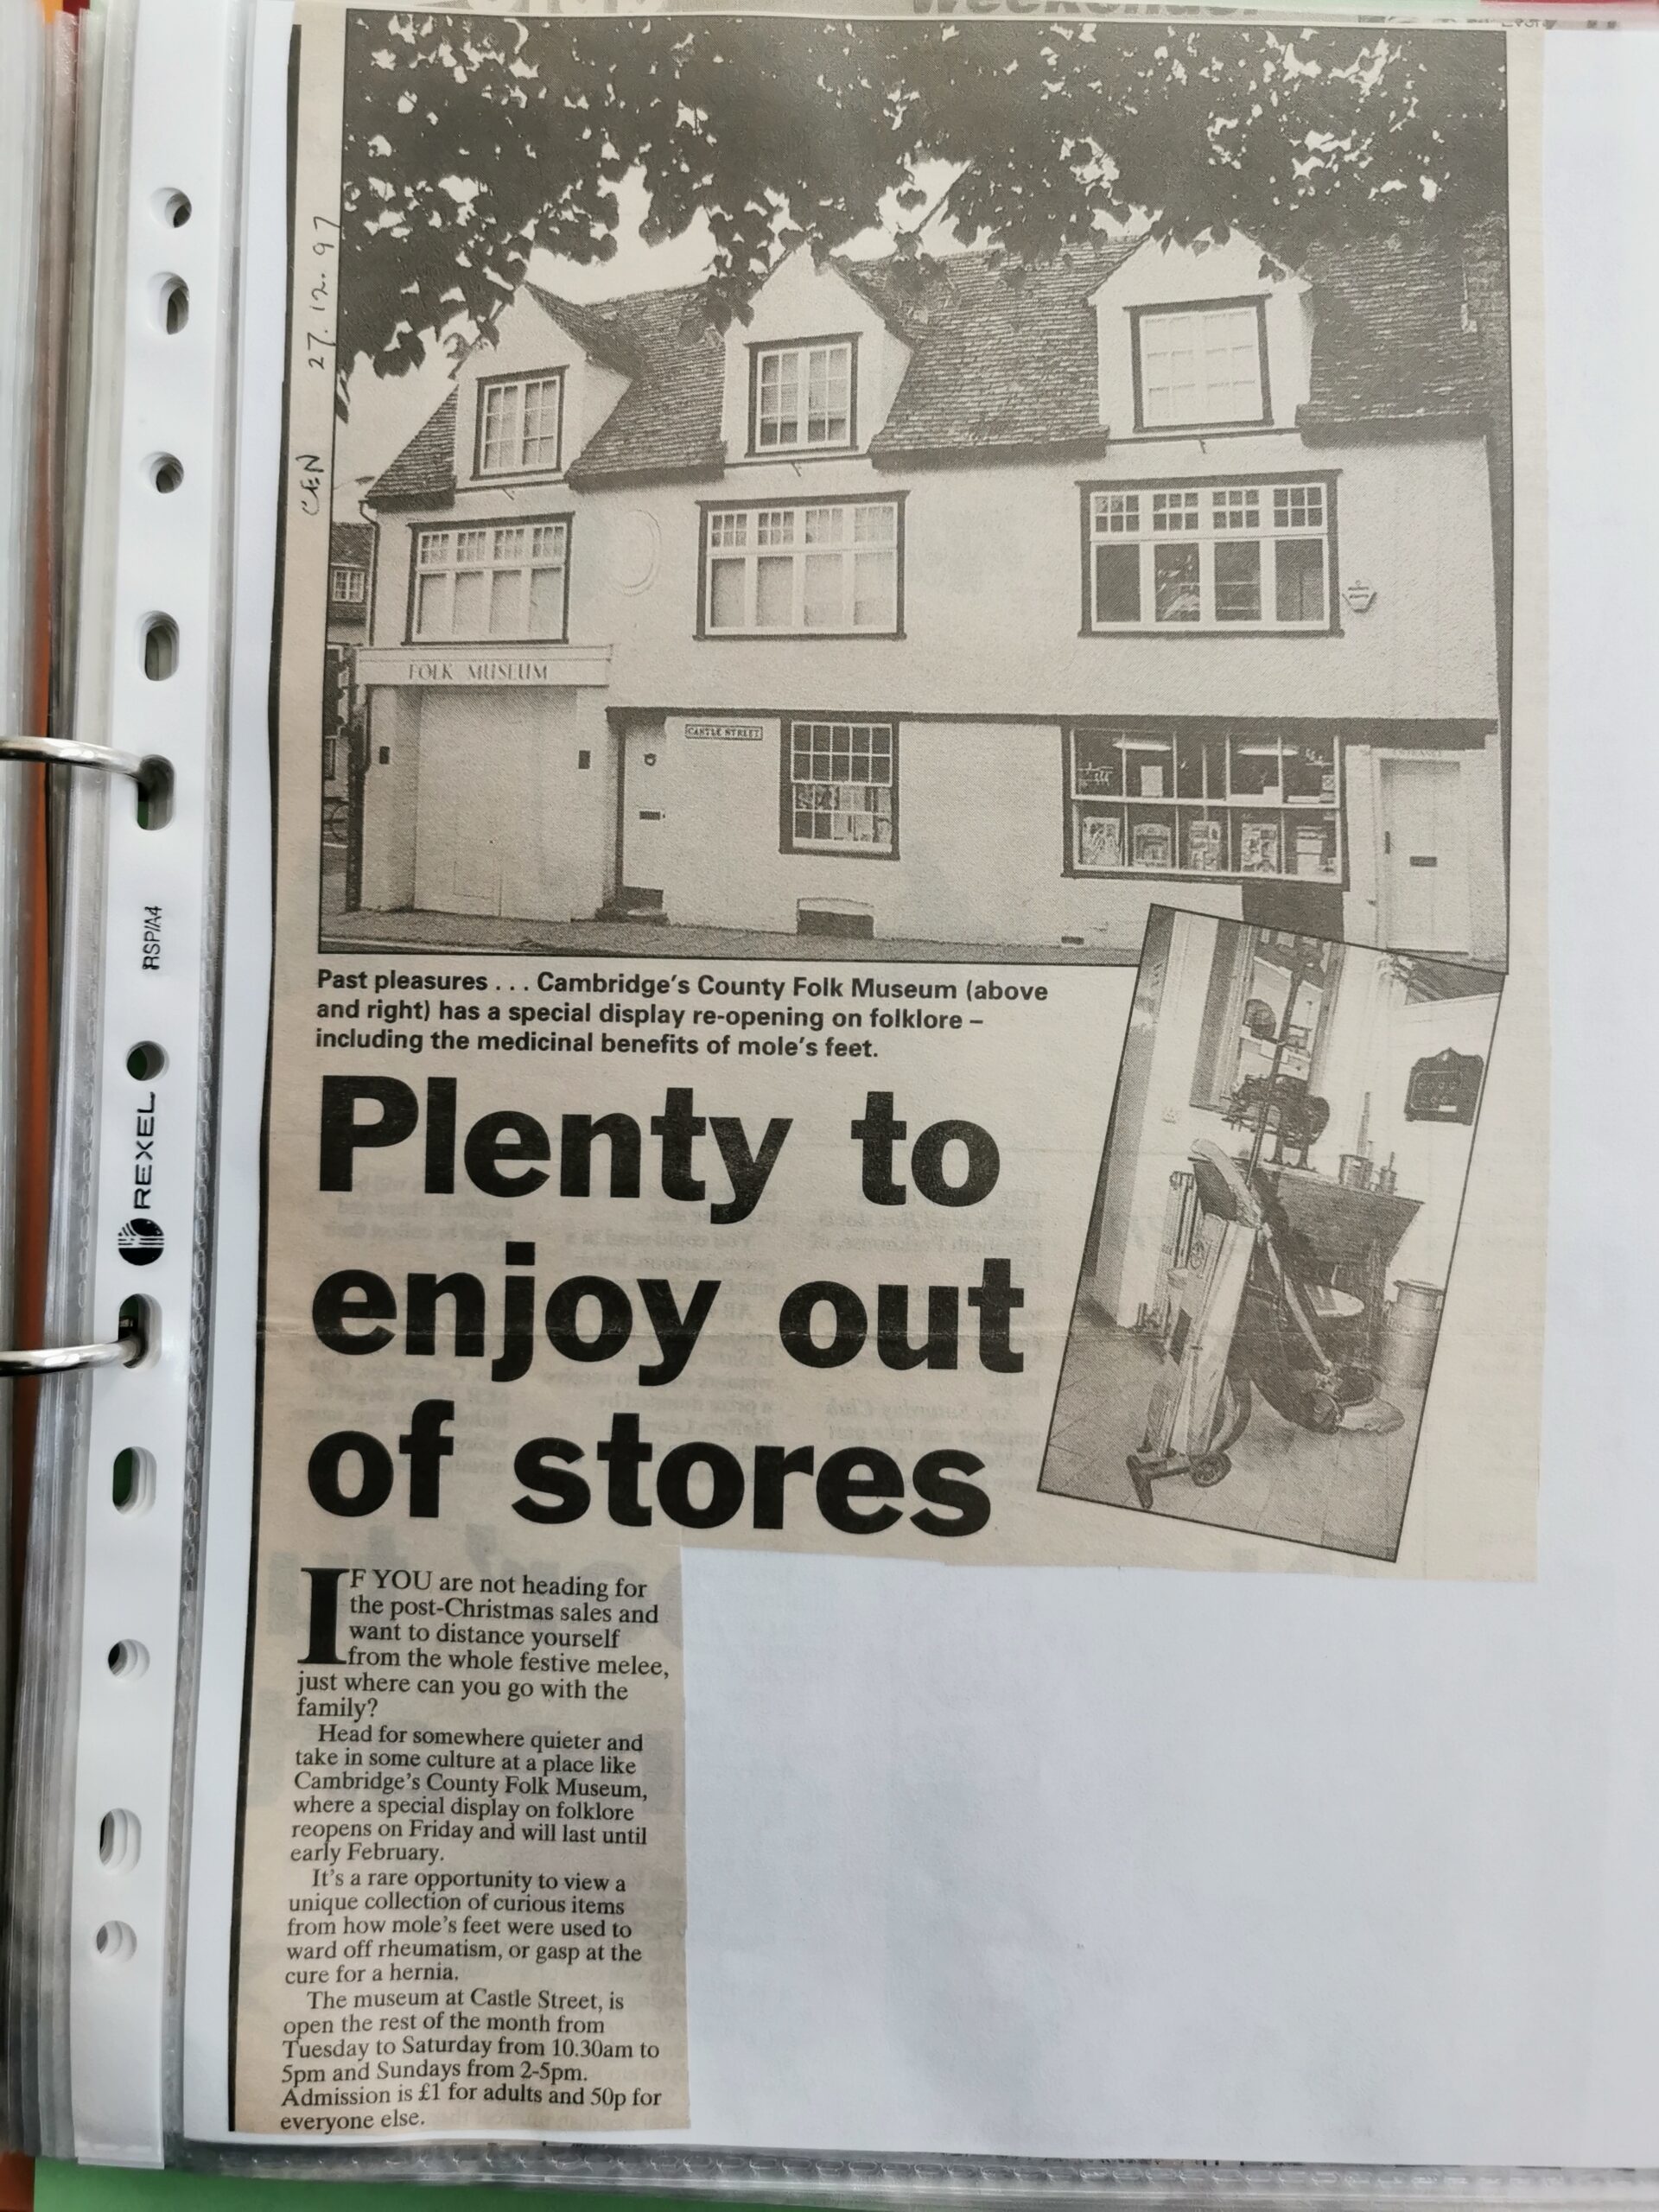 weekender
CEN 27.12.97
FOLK MUSEUM
CASTLE STREET
ENTRANCE
RSP/A4
REXEL
Past pleasures . . . Cambridge's County Folk Museum (above
and right) has a special display re-opening on folklore –
including the medicinal benefits of mole's feet.
Plenty to
enjoy out
of stores
IF YOU are not heading for
the post-Christmas sales and
want to distance yourself
from the whole festive melee,
just where can you go with the
family?
Head for somewhere quieter and
take in some culture at a place like
Cambridge's County Folk Museum,
where a special display on folklore
reopens on Friday and will last until
early February.
It's a rare opportunity to view a
unique collection of curious items
from how mole's feet were used to
ward off rheumatism, or gasp at the
cure for a hernia.
The museum at Castle Street, is
open the rest of the month from
Tuesday to Saturday from 10.30am to
5pm and Sundays from 2-5pm.
Admission is £1 for adults and 50p for
everyone else.